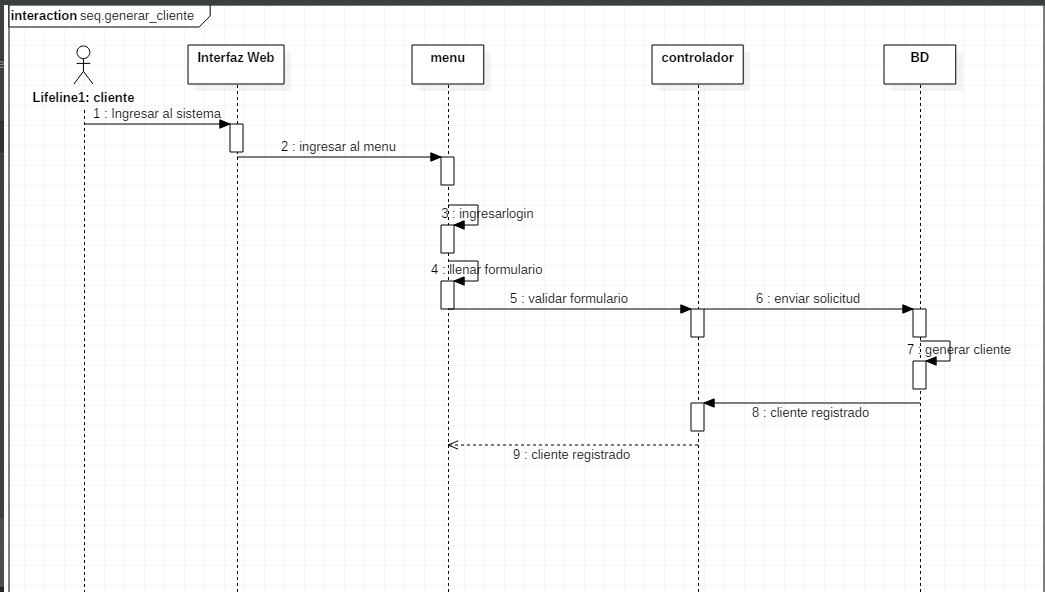 interaction seq.generar_cliente
Interfaz Web
menu
controlador
BD
Lifeline1: cliente
1 : Ingresar al sistema
2 : ingresar al menu
3 : ingresarlogin
4 : llenar formulario
5 : validar formulario
6 : enviar solicitud
7 : generar cliente
8 : cliente registrado
9 : cliente registrado